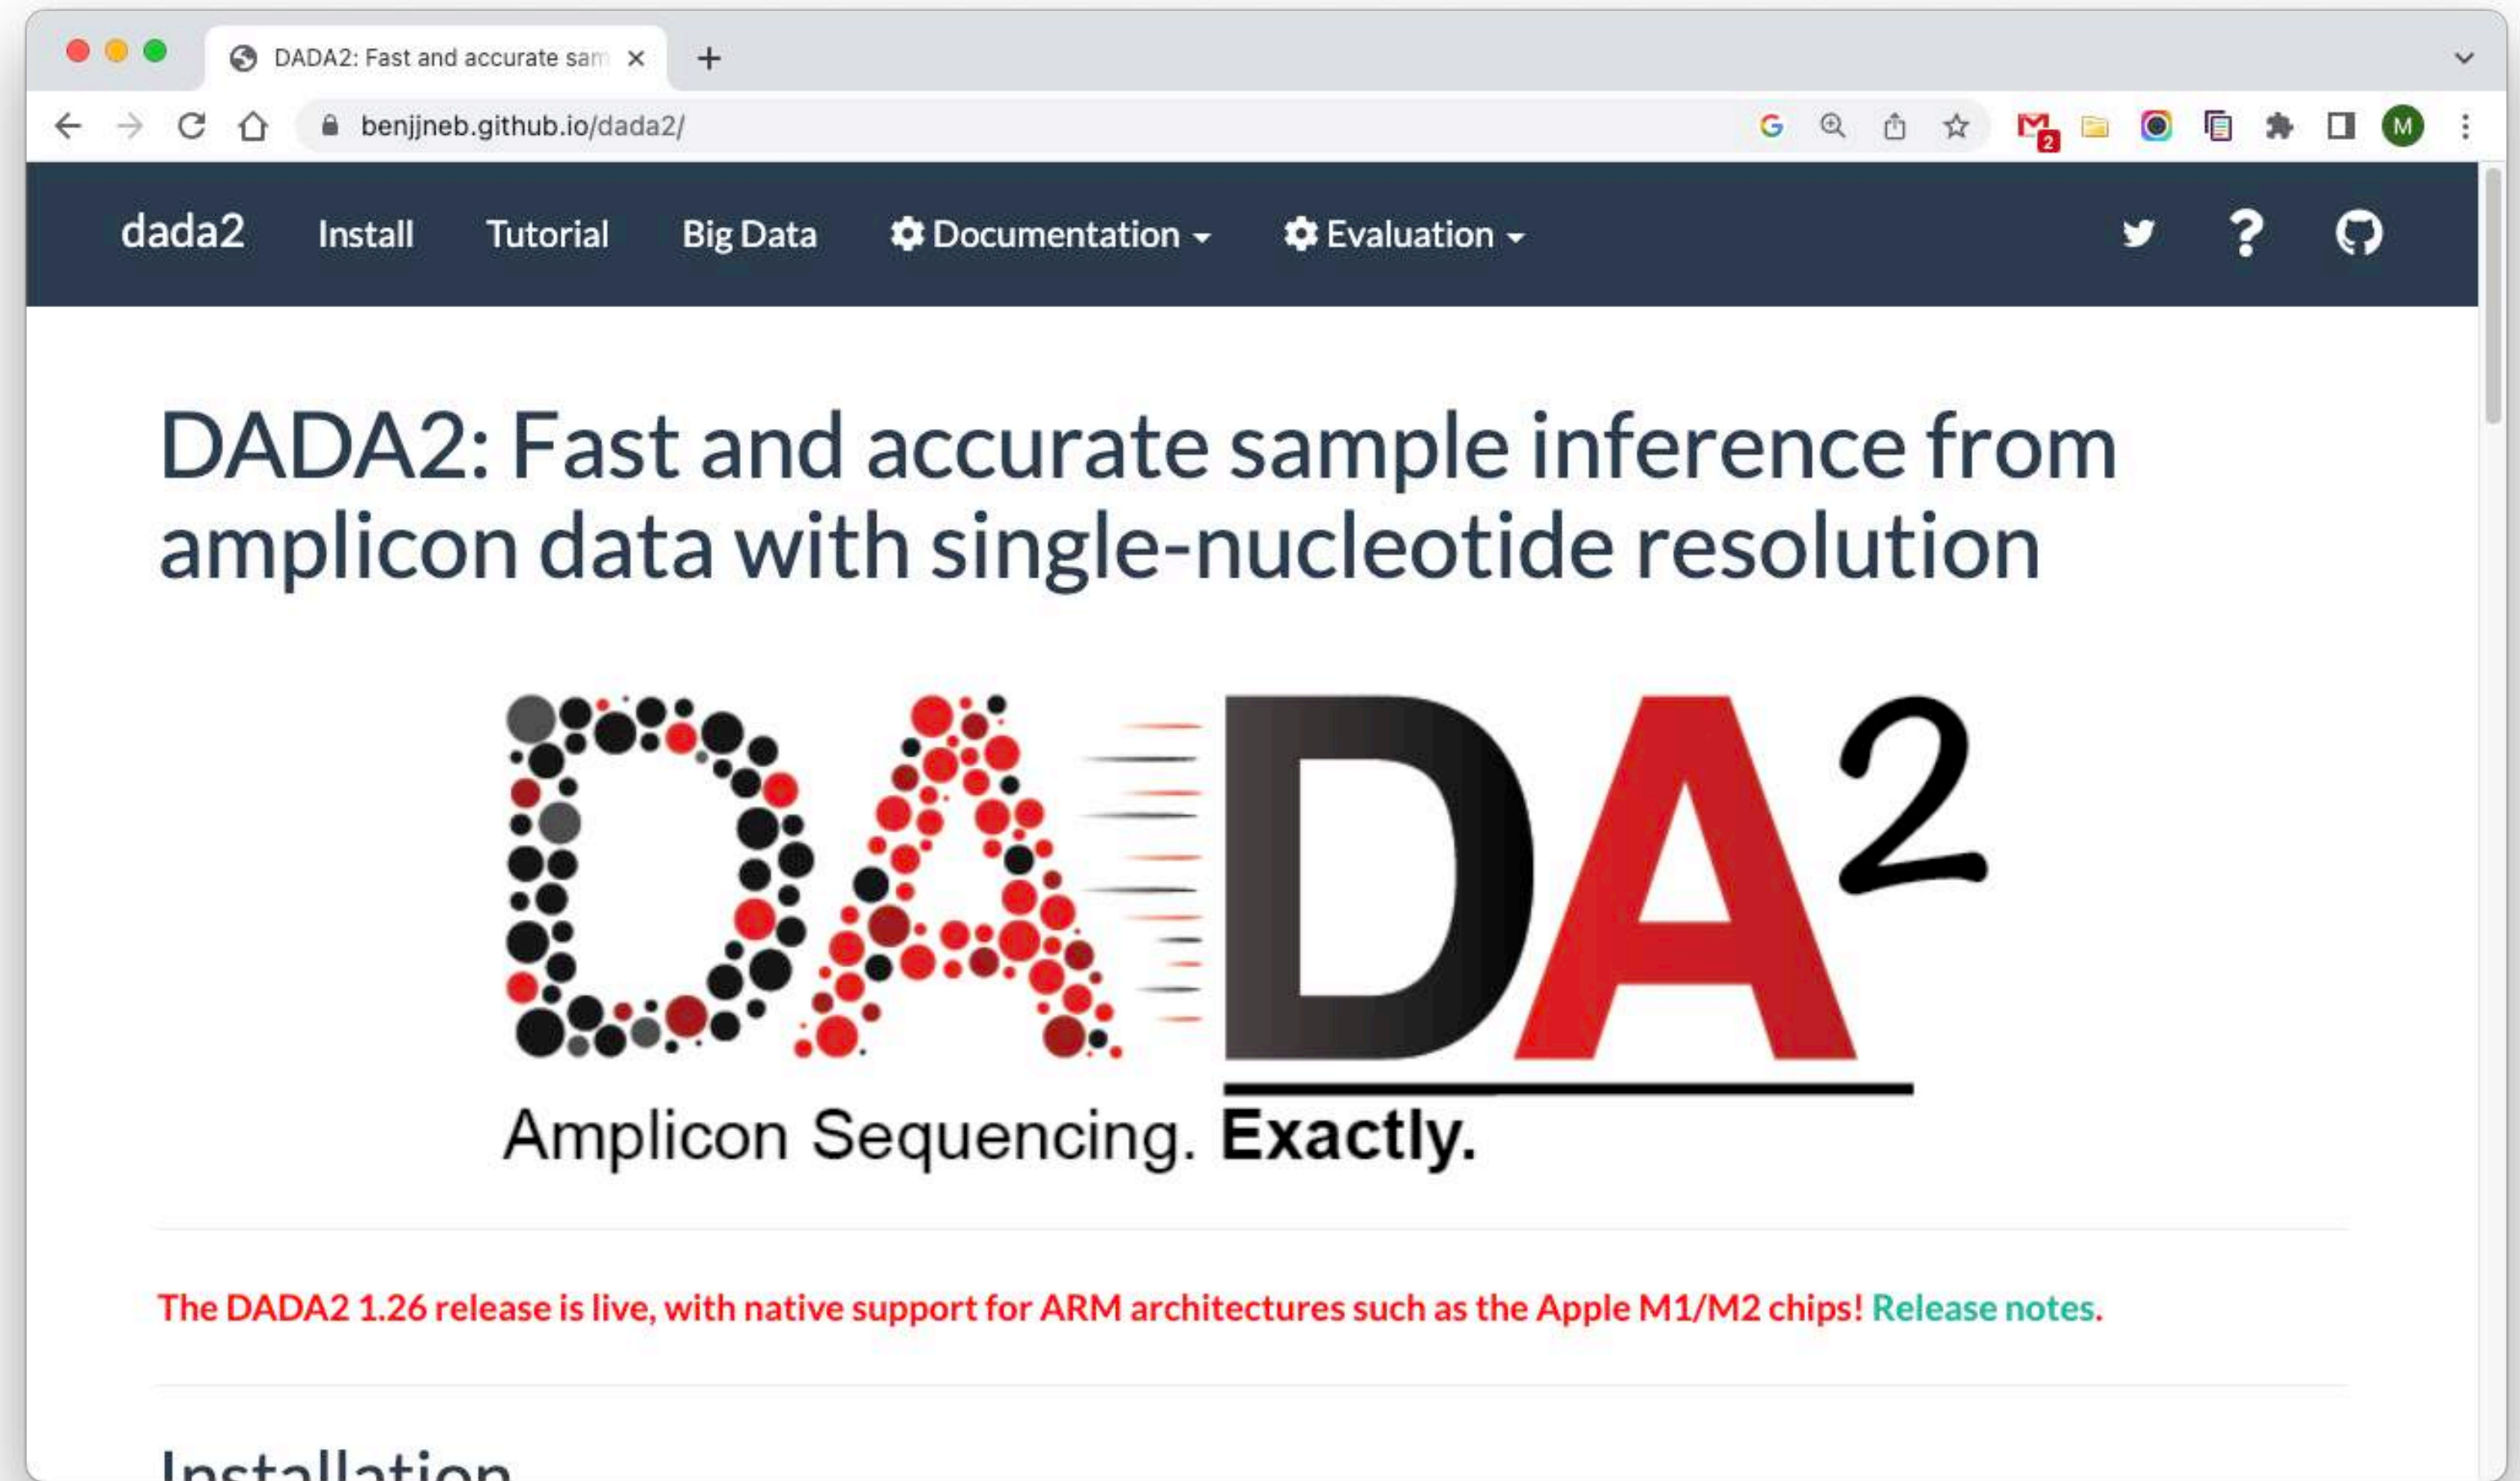 DADA2: Fast and accurate sam
benjjneb.github.io/dada2/
2
M
dada2 Install Tutorial Big Data Documentation Evaluation ?
DADA2: Fast and accurate sample inference from
amplicon data with single-nucleotide resolution
DADA2
Amplicon Sequencing. Exactly.
The DADA2 1.26 release is live, with native support for ARM architectures such as the Apple M1/M2 chips! Release notes.
Installation